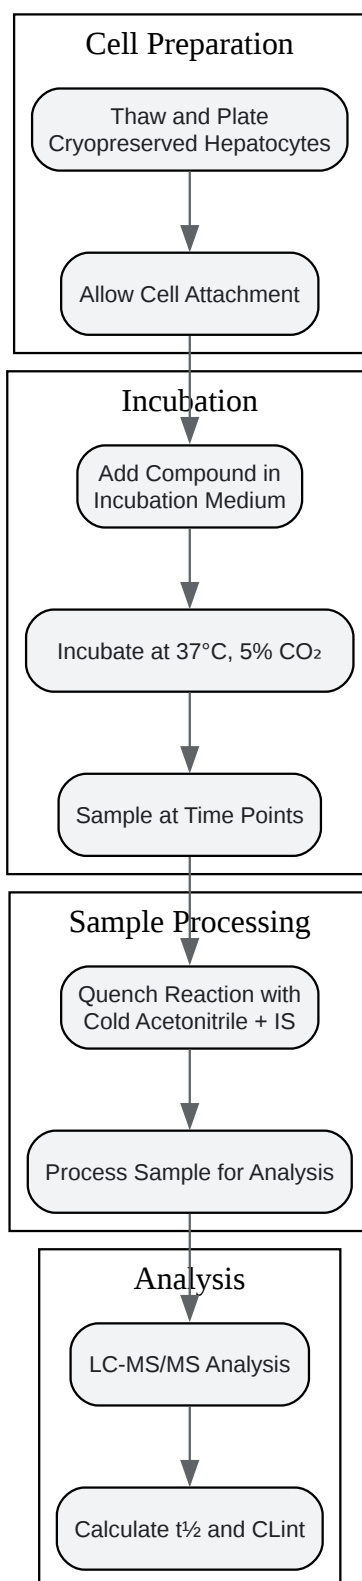 Cell Preparation
Thaw and Plate
Cryopreserved Hepatocytes
Allow Cell Attachment
Incubation
Add Compound in
Incubation Medium
Incubate at 37°C, 5% CO₂
Sample at Time Points
Sample Processing
Quench Reaction with
Cold Acetonitrile + IS
Process Sample for Analysis
Analysis
LC-MS/MS Analysis
Calculate t½ and CLint